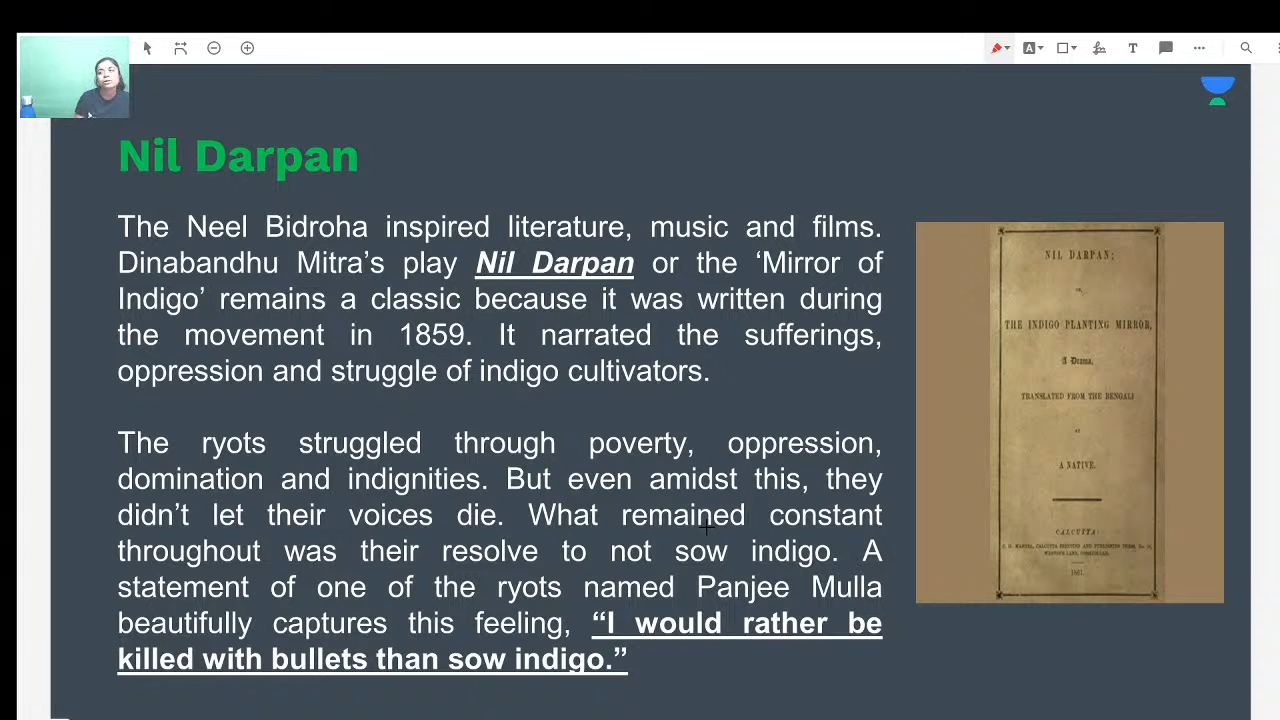 Nil Darpan
The Neel Bidroha inspired literature, music and films.
Dinabandhu Mitra’s play Nil Darpan or the ‘Mirror of
Indigo’ remains a classic because it was written during
the movement in 1859. It narrated the sufferings,
oppression and struggle of indigo cultivators.
The ryots struggled through poverty, oppression,
domination and indignities. But even amidst this, they
didn’t let their voices die. What remained constant
throughout was their resolve to not sow indigo. A
statement of one of the ryots named Panjee Mulla
beautifully captures this feeling, “I would rather be
killed with bullets than sow indigo.”
NIL DARPAN;
OR,
THE INDIGO PLANTING MIRROR,
A Drama.
TRANSLATED FROM THE BENGALI
A NATIVE.
CALCUTTA:
1861.